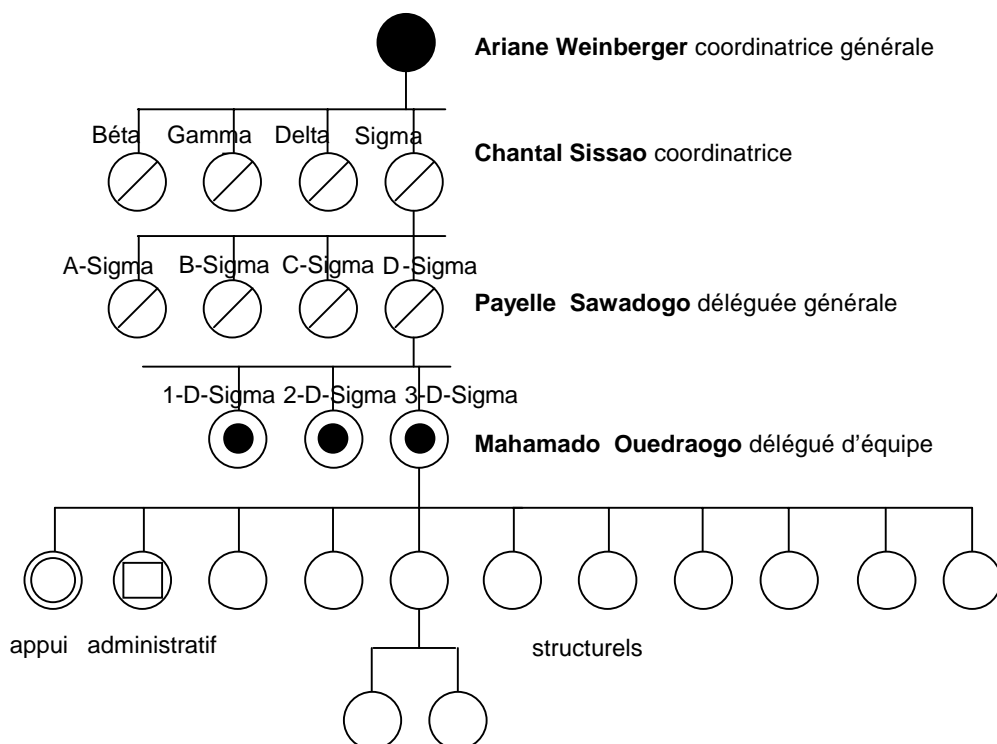 Ariane Weinberger coordinatrice générale
Béta Gamma Delta Sigma
Chantal Sissao coordinatrice
A-Sigma B-Sigma C-Sigma D-Sigma
Payelle Sawadogo déléguée générale
1-D-Sigma 2-D-Sigma 3-D-Sigma
Mahamado Ouedraogo délégué d’équipe
appui administratif structurels